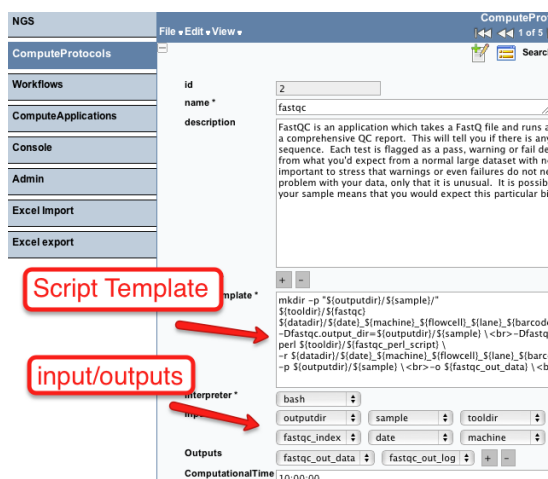 NGS
ComputeProtocols
Workflows
ComputeApplications
Console
Admin
Excel Import
Excel export
ComputeProto
File Edit View
1 of 5
Search
id
2
name *
fastqc
description
FastQC is an application which takes a FastQ file and runs a
a comprehensive QC report. This will tell you if there is any
sequence. Each test is flagged as a pass, warning or fail de
from what you'd expect from a normal large dataset with n
important to stress that warnings or even failures do not ne
problem with your data, only that it is unusual. It is possib
your sample means that you would expect this particular bi
+ -
Script Template
mplate *
mkdir -p "${outputdir}/${sample}/"
${tooldir}/${fastqc}
${datadir}/${date}_${machine}_${flowcell}_${lane}_${barcod
-Dfastqc.output_dir=${outputdir}/${sample} \<br>-Dfastq
perl ${tooldir}/${fastqc_perl_script} \
-r ${datadir}/${date}_${machine}_${flowcell}_${lane}_${barc
-p ${outputdir}/${sample} \<br>-o ${fastqc_out_data} \<b
input/outputs
Interpreter *
bash
Inpu
outputdir sample tooldir
fastqc_index date machine
Outputs
fastqc_out_data fastqc_out_log + -
ComputationalTime
10:00:00